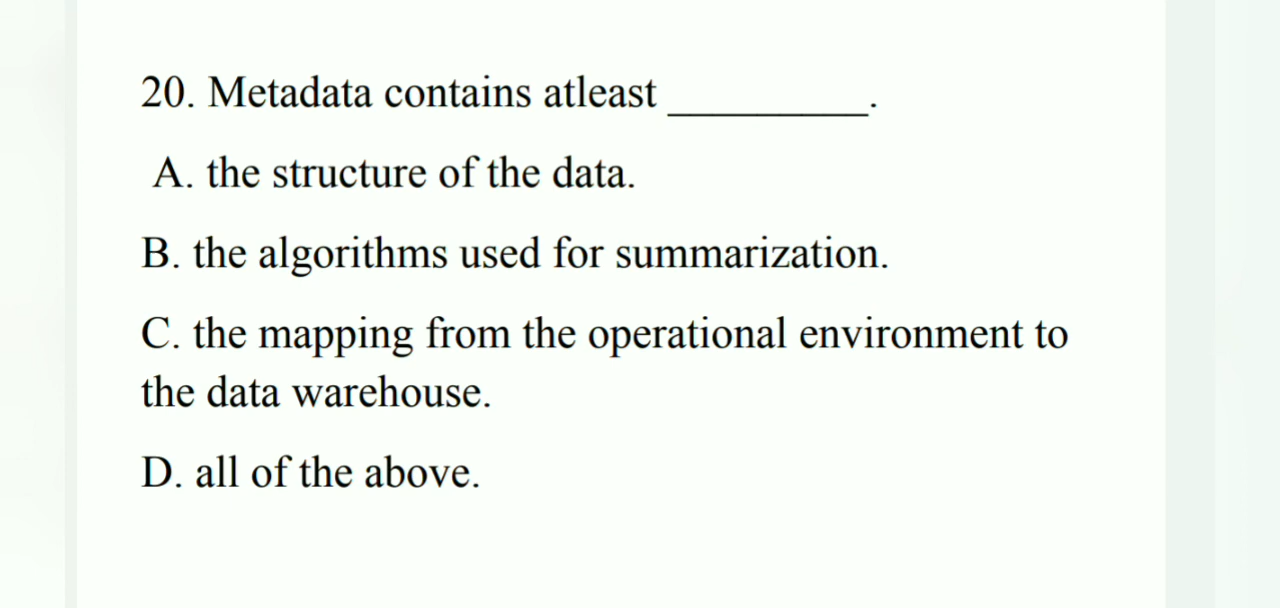 20. Metadata contains atleast __________.
A. the structure of the data.
B. the algorithms used for summarization.
C. the mapping from the operational environment to
the data warehouse.
D. all of the above.